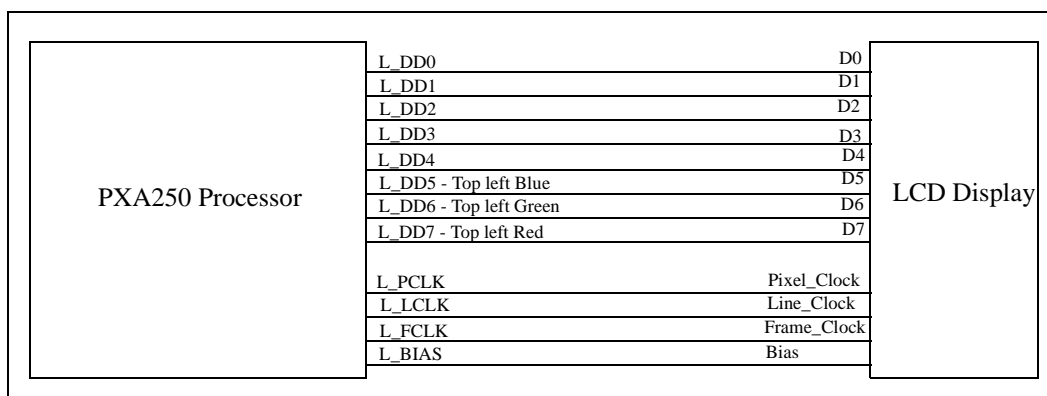 L_DD0 D0
L_DD1 D1
L_DD2 D2
L_DD3 D3
L_DD4 D4
L_DD5 - Top left Blue D5
PXA250 Processor LCD Display
L_DD6 - Top left Green D6
L_DD7 - Top left Red D7
L_PCLK Pixel_Clock
L_LCLK Line_Clock
L_FCLK Frame_Clock
L_BIAS Bias